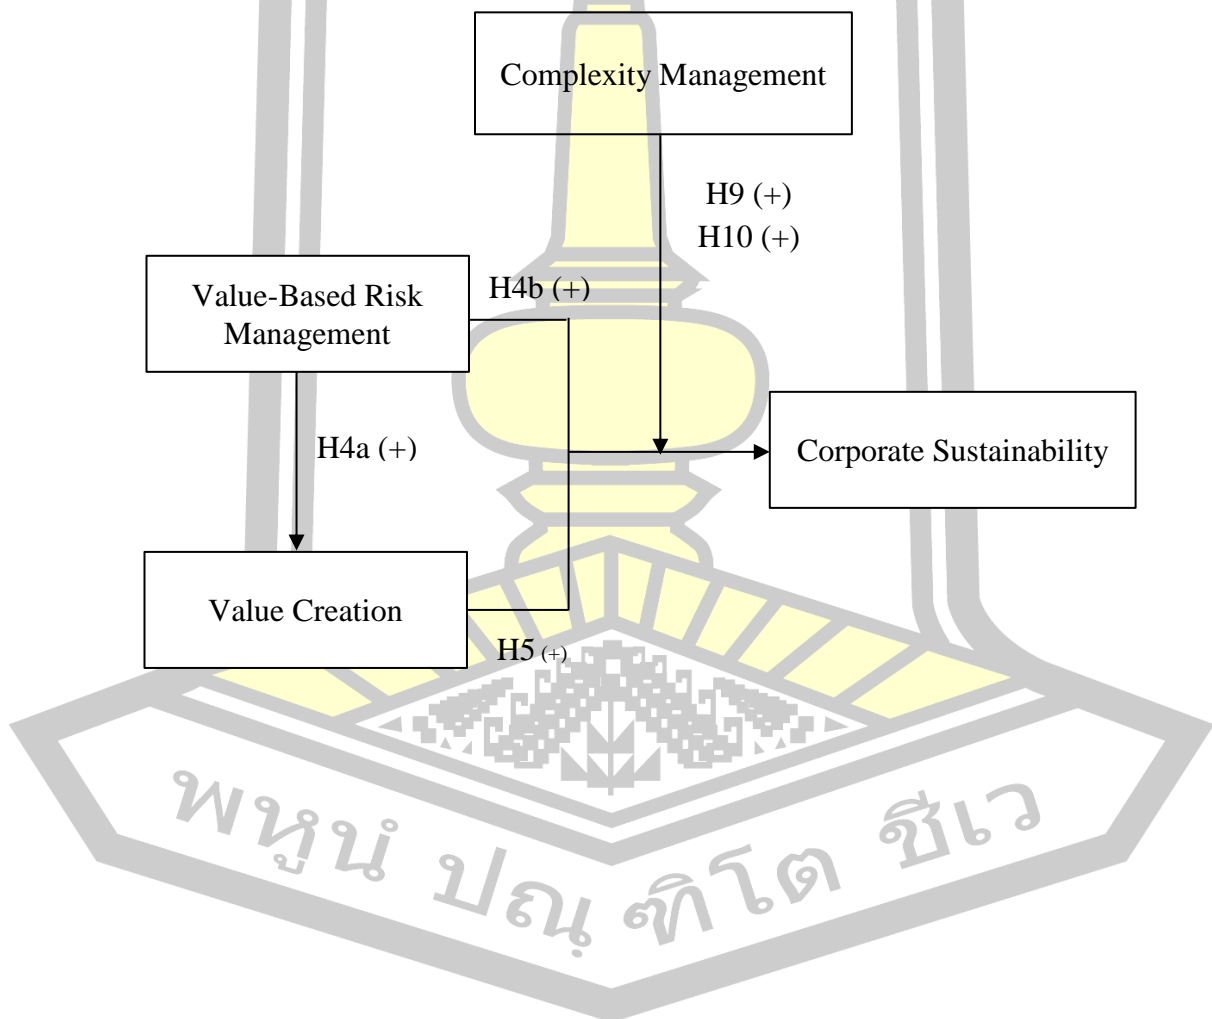 Complexity Management
H9 (+)
H10 (+)
Value-Based Risk
Management
H4b (+)
H4a (+)
Corporate Sustainability
Value Creation
H5 (+)
พหูนํ ปณฺฑิโต ชีเว